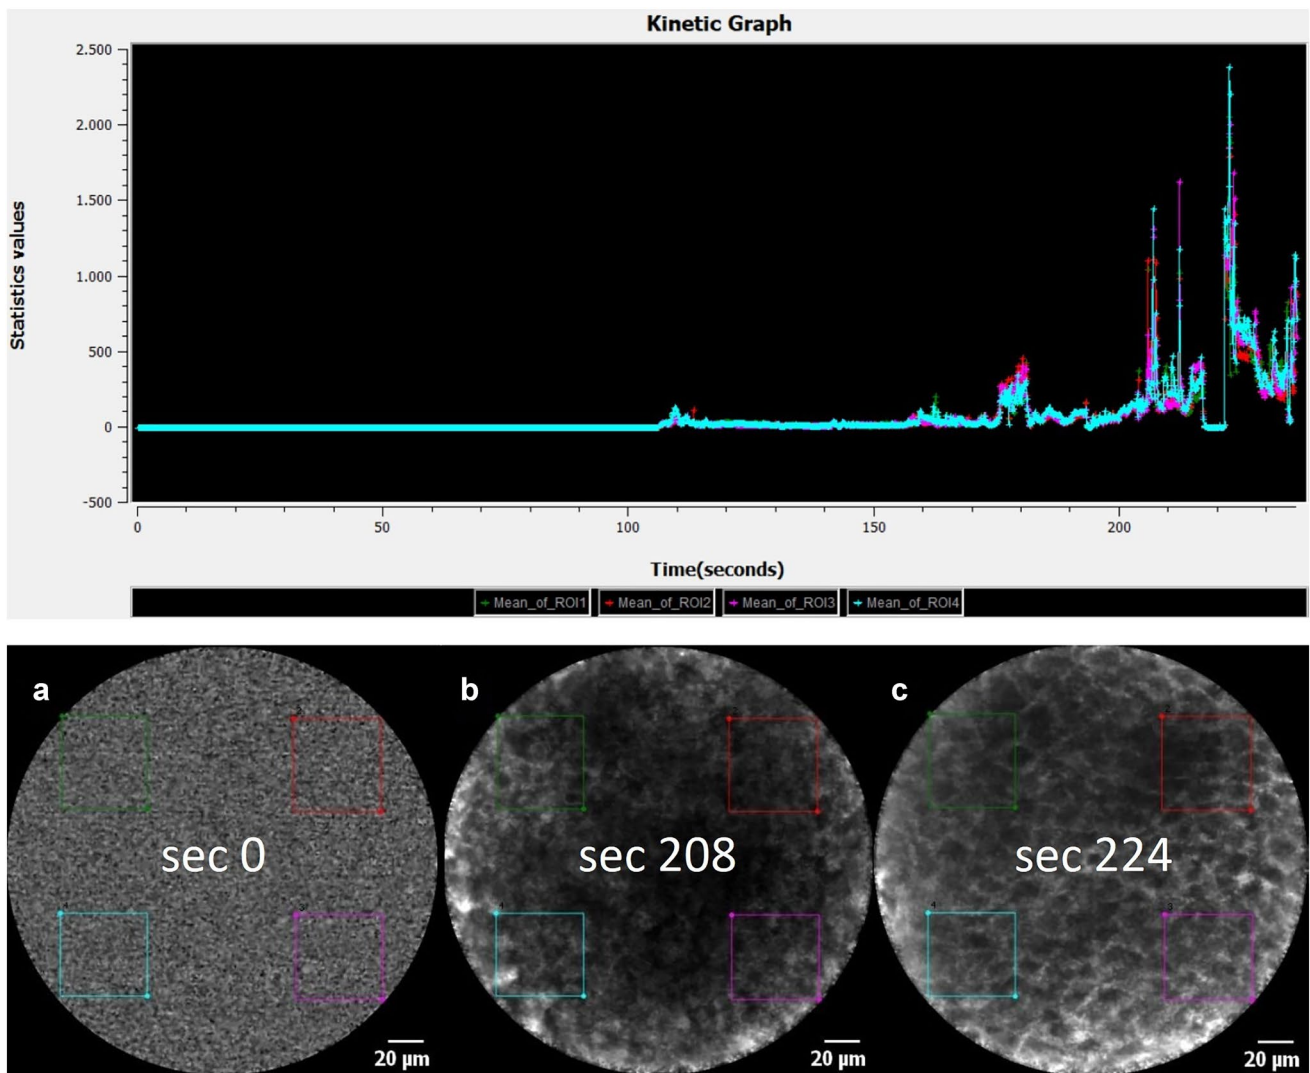 Kinetic Graph
2.500
2.000
1.500
1.000
500
0
-500
Statistics values
0 50 100 150 200
Time(seconds)
Mean_of_ROI1 Mean_of_ROI2 Mean_of_ROI3 Mean_of_ROI4
a b c
2
4 4
3 3
sec 0 sec 208 sec 224
20 µm 20 µm 20 µm